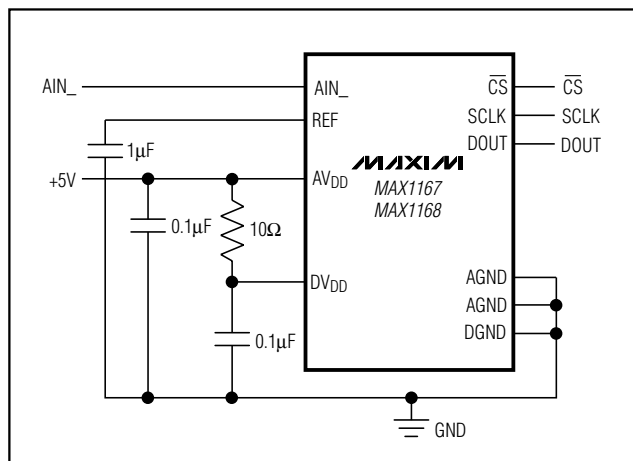 AIN_ AIN_ CS CS
REF SCLK SCLK
1μF DOUT DOUT
MAXIM
+5V AVDD MAX1167
MAX1168
0.1μF 10Ω
DVDD AGND
AGND
0.1μF DGND
GND